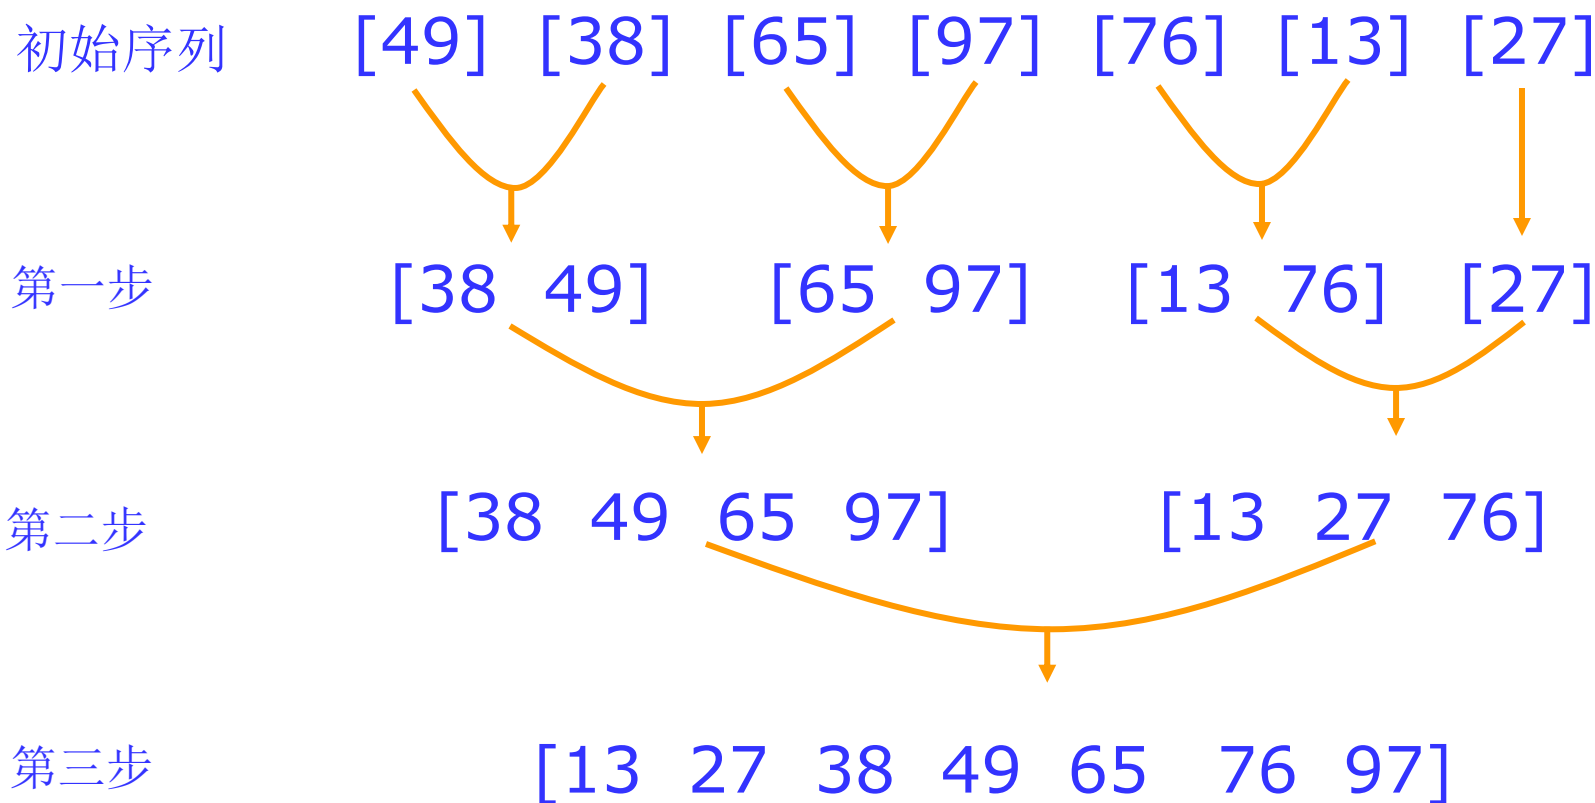 初始序列 [49] [38] [65] [97] [76] [13] [27]
第一步 [38 49] [65 97] [13 76] [27]
第二步 [38 49 65 97] [13 27 76]
第三步 [13 27 38 49 65 76 97]